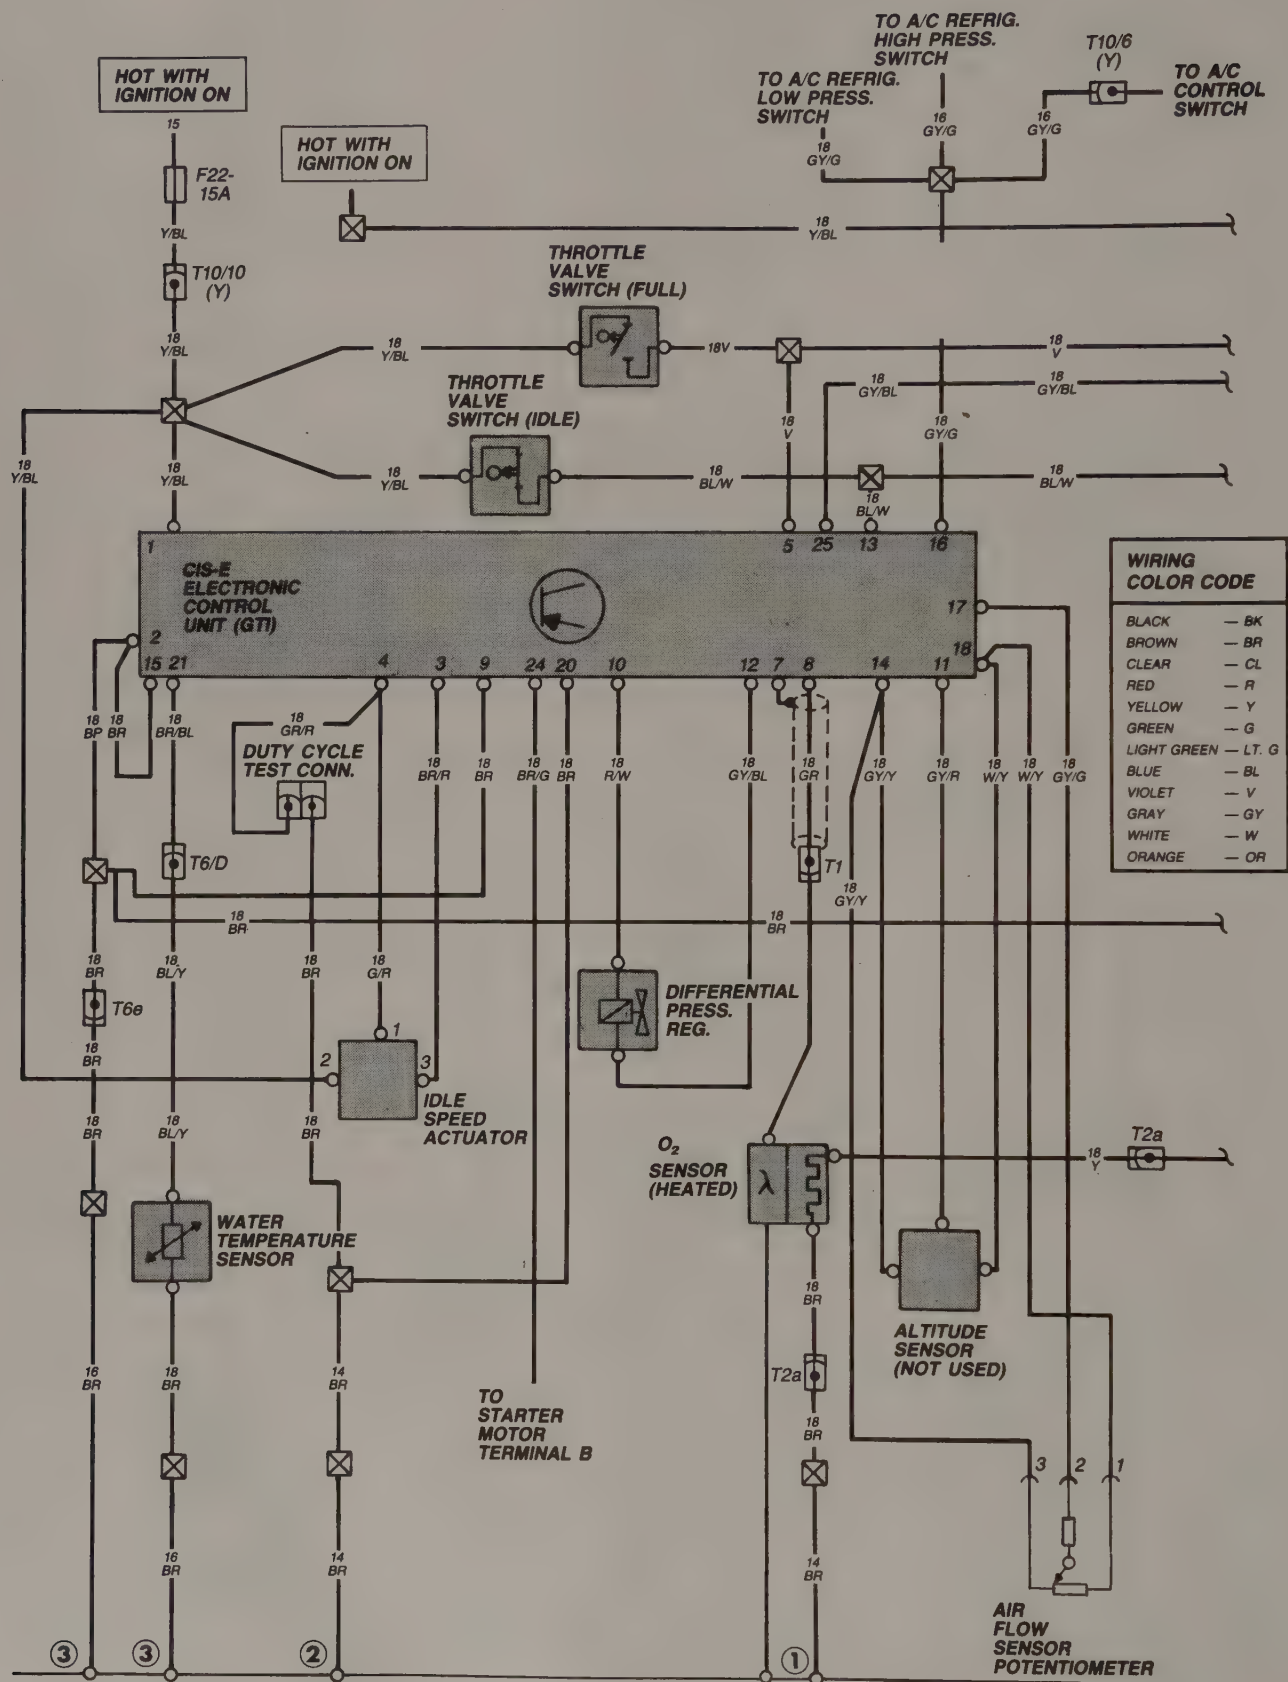 TO A/C REFRIG.
HIGH PRESS.
SWITCH
T10/6
(Y)
TO A/C
CONTROL
SWITCH
TO A/C REFRIG.
LOW PRESS.
SWITCH
HOT WITH
IGNITION ON
HOT WITH
IGNITION ON
15
F22-
15A
16
GY/G
16
GY/G
18
GY/G
Y/BL
18
Y/BL
T10/10
(Y)
THROTTLE
VALVE
SWITCH (FULL)
18
Y/BL
18
Y/BL
18V
18
V
THROTTLE
VALVE
SWITCH (IDLE)
18
GY/BL
18
GY/BL
18
V
18
GY/G
18
Y/BL
18
Y/BL
18
Y/BL
18
BL/W
18
BL/W
18
BL/W
1
5
25
13
16
CIS-E
ELECTRONIC
CONTROL
UNIT (GTI)
17
18
2
15 21
4
3
9
24
20
10
12
7
8
14
11
WIRING
COLOR CODE
BLACK — BK
BROWN — BR
CLEAR — CL
RED — R
YELLOW — Y
GREEN — G
LIGHT GREEN — LT. G
BLUE — BL
VIOLET — V
GRAY — GY
WHITE — W
ORANGE — OR
18
BP
18
BR
18
BR/BL
18
GR/R
DUTY CYCLE
TEST CONN.
18
BR/R
18
BR
18
BR/G
18
BR
18
R/W
18
GY/BL
18
GR
18
GY/Y
18
GY/R
18
W/Y
18
W/Y
18
GY/G
T6/D
T1
18
GY/Y
18
BR
18
BR
18
BR
18
BL/Y
18
BR
18
G/R
T6e
DIFFERENTIAL
PRESS.
REG.
18
BR
1
2
3
IDLE
SPEED
ACTUATOR
18
BR
18
BL/Y
18
BR
O2
SENSOR
(HEATED)
λ
18
Y
T2a
WATER
TEMPERATURE
SENSOR
18
BR
ALTITUDE
SENSOR
(NOT USED)
16
BR
18
BR
14
BR
T2a
TO
STARTER
MOTOR
TERMINAL B
18
BR
3
2
1
16
BR
14
BR
14
BR
AIR
FLOW
SENSOR
POTENTIOMETER
3
3
2
1